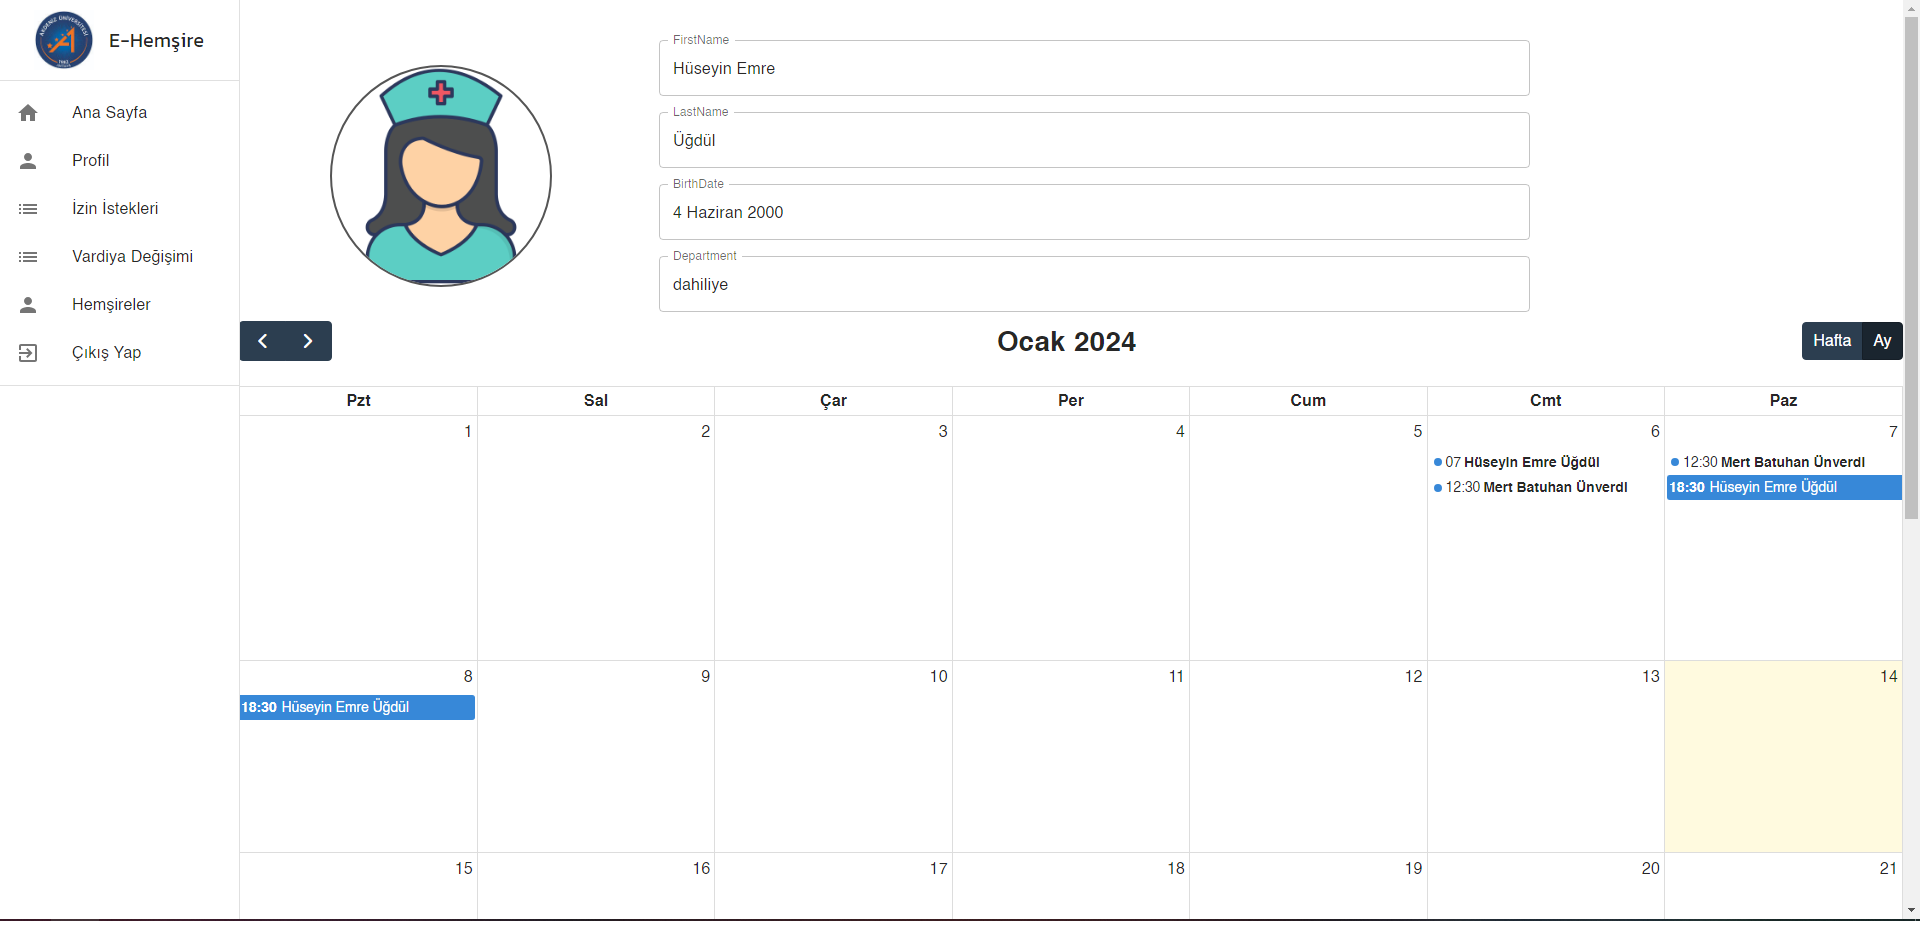 E-Hemşire
Ana Sayfa
Profil
İzin İstekleri
Vardiya Değişimi
Hemşireler
Çıkış Yap
FirstName
Hüseyin Emre
LastName
Üğdül
BirthDate
4 Haziran 2000
Department
dahiliye
Ocak 2024
Hafta Ay
Pzt Sal Çar Per Cum Cmt Paz
1 2 3 4 5 6 7
07 Hüseyin Emre Üğdül
12:30 Mert Batuhan Ünverdi
12:30 Mert Batuhan Ünverdi
18:30 Hüseyin Emre Üğdül
8 9 10 11 12 13 14
18:30 Hüseyin Emre Üğdül
15 16 17 18 19 20 21